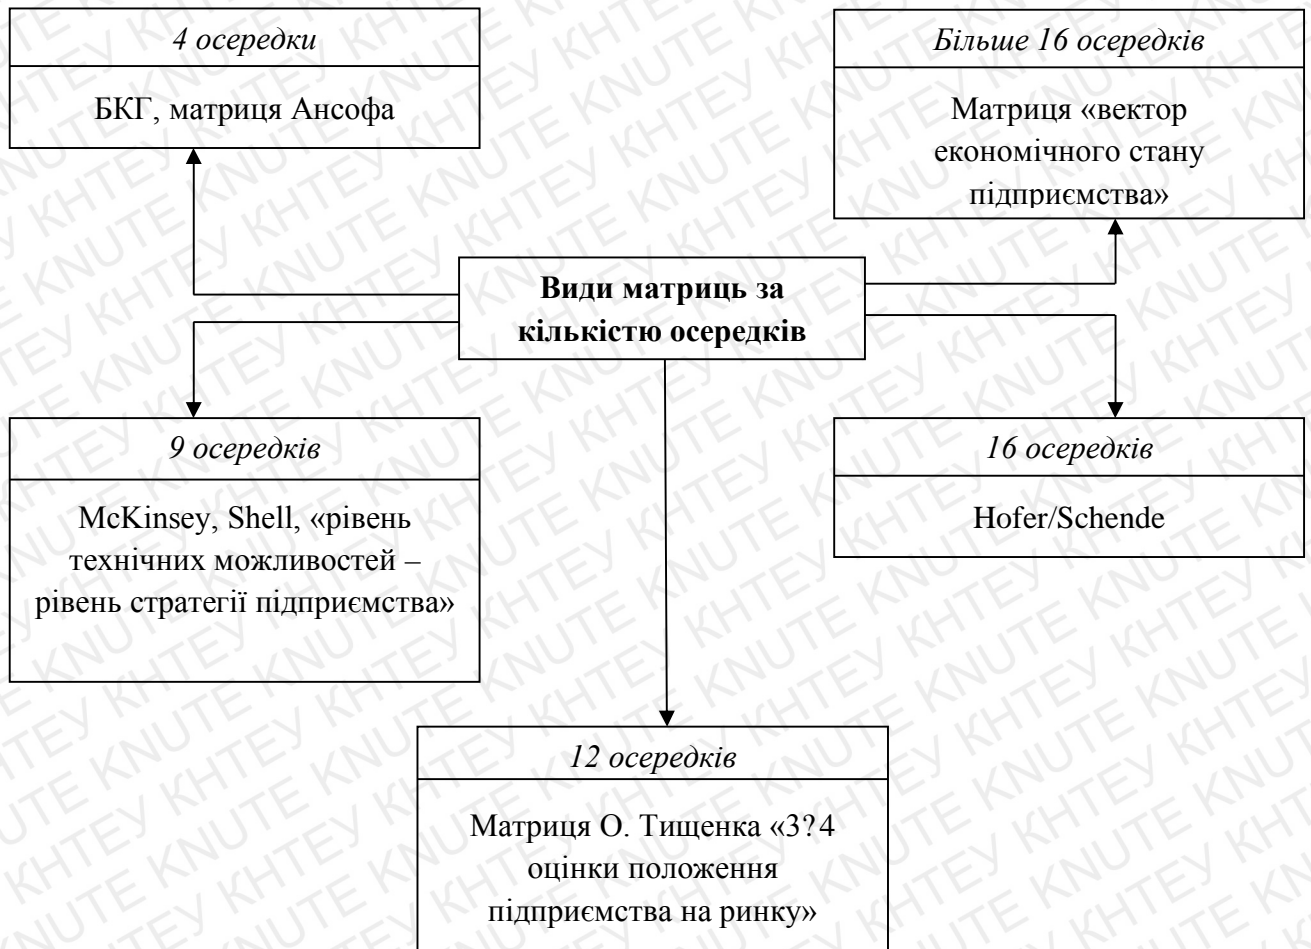 4 осередки
БКГ, матриця Ансофа
Більше 16 осередків
Матриця «вектор
економічного стану
підприємства»
Види матриць за
кількістю осередків
9 осередків
McKinsey, Shell, «рівень
технічних можливостей –
рівень стратегії підприємства»
16 осередків
Hofer/Schende
12 осередків
Матриця О. Тищенка «3?4
оцінки положення
підприємства на ринку»